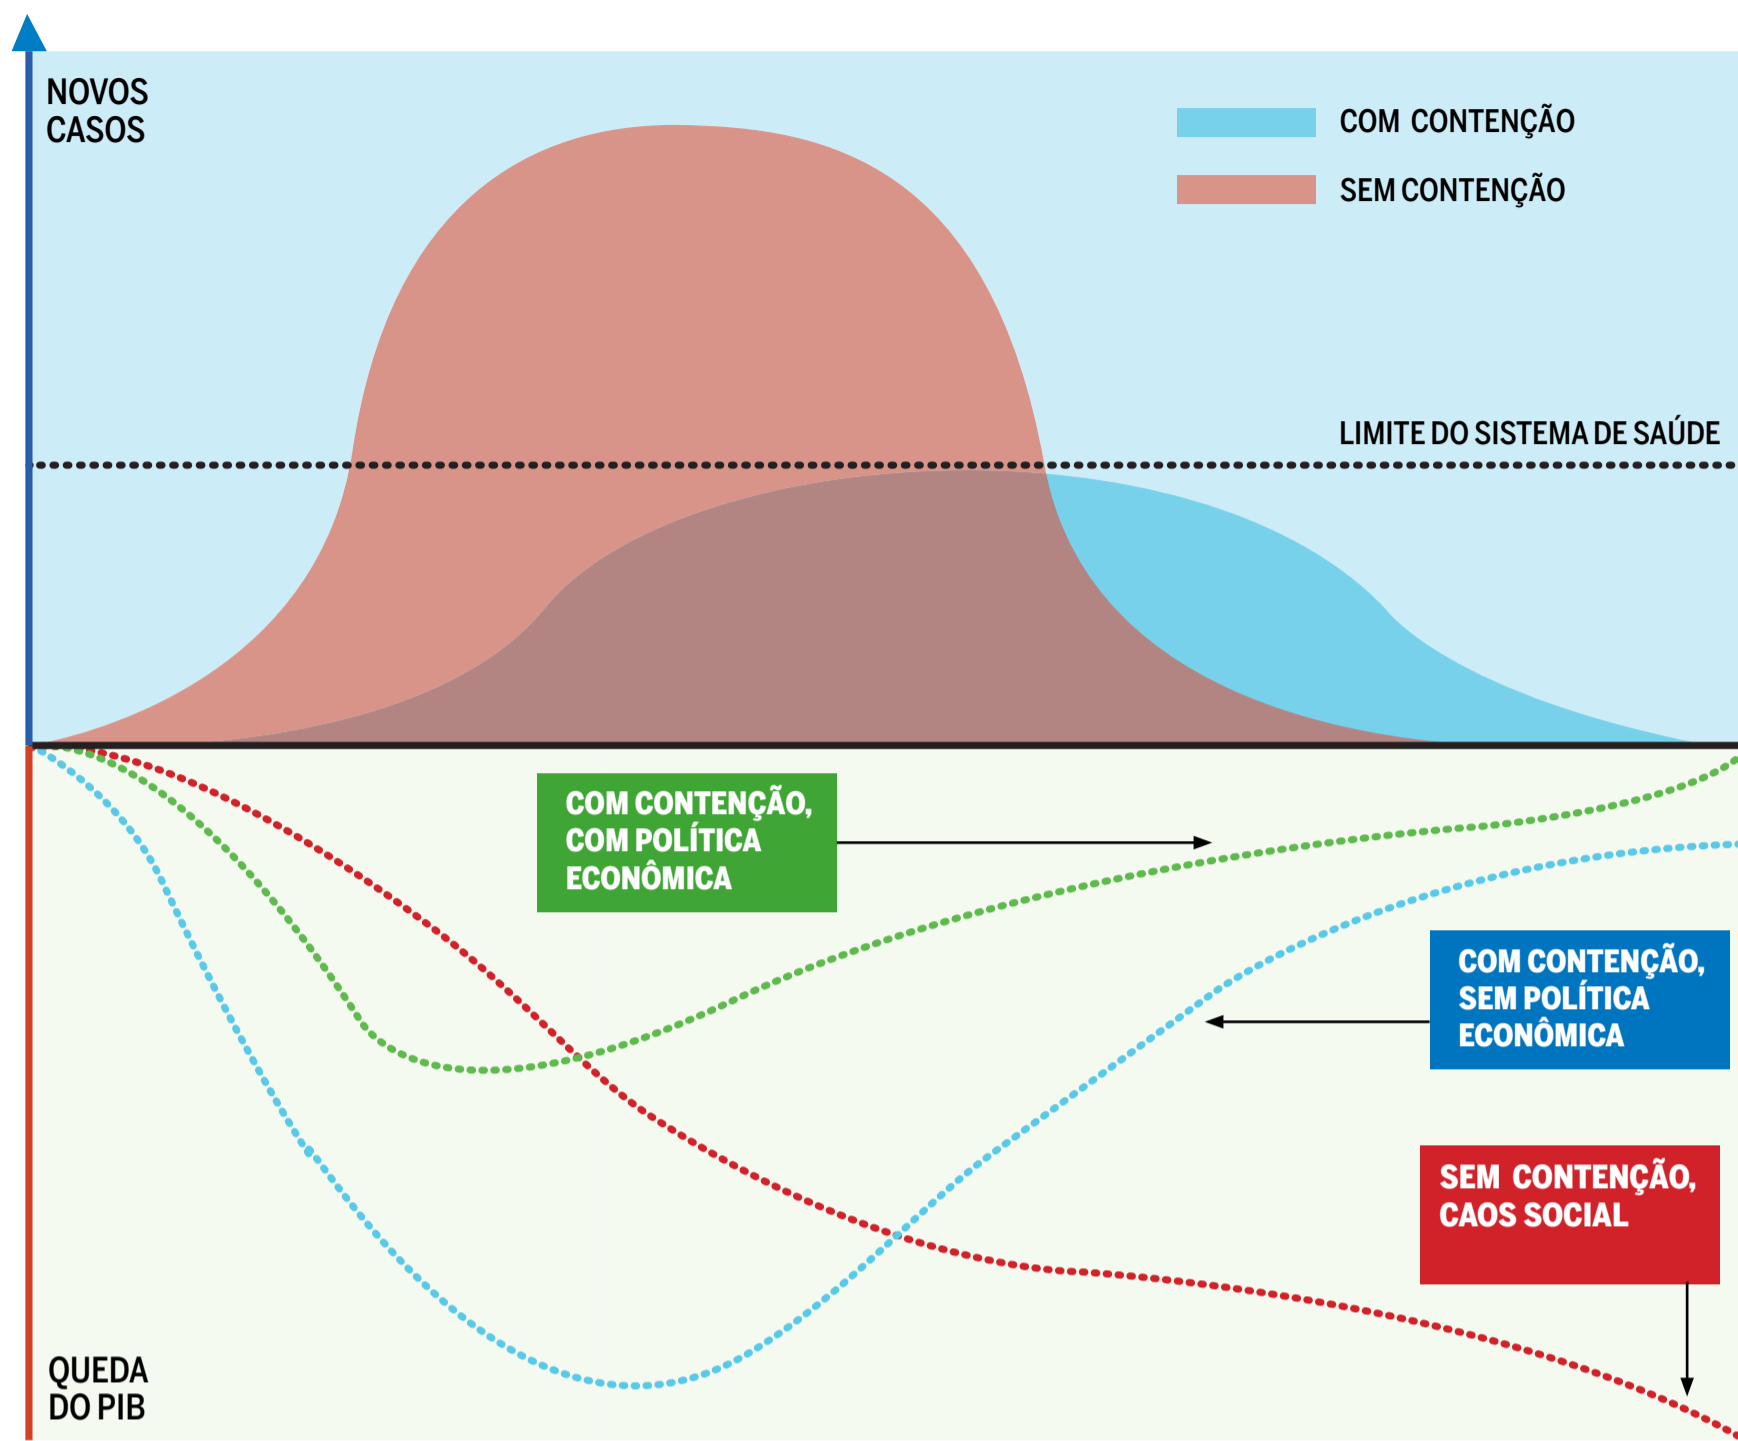 NOVOS
CASOS
COM CONTENÇÃO
SEM CONTENÇÃO
LIMITE DO SISTEMA DE SAÚDE
COM CONTENÇÃO,
COM POLÍTICA
ECONÔMICA
COM CONTENÇÃO,
SEM POLÍTICA
ECONÔMICA
SEM CONTENÇÃO,
CAOS SOCIAL
QUEDA
DO PIB